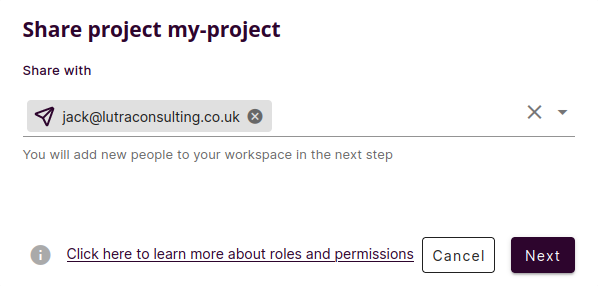 Share project my-project
Share with
jack@lutraconsulting.co.uk
You will add new people to your workspace in the next step
Click here to learn more about roles and permissions
Cancel
Next